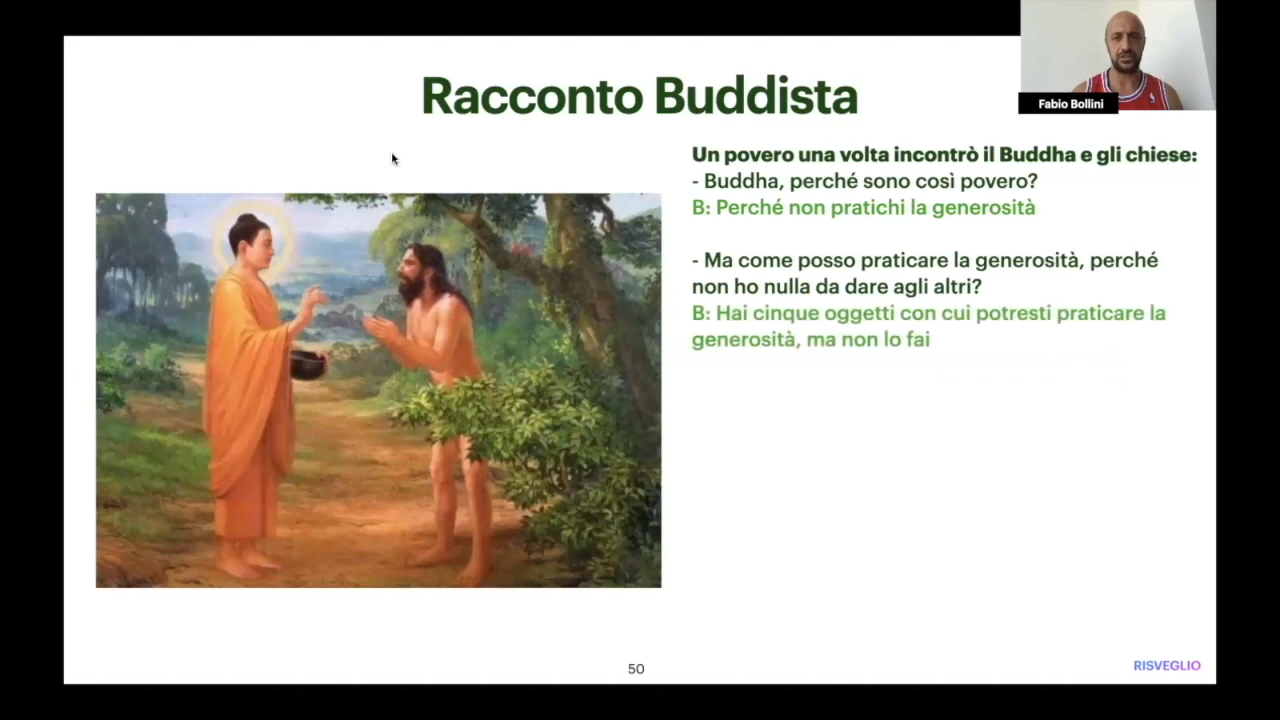 Fabio Bollini
Racconto Buddista
Un povero una volta incontrò il Buddha e gli chiese:
- Buddha, perché sono così povero?
B: Perché non pratichi la generosità
- Ma come posso praticare la generosità, perché
non ho nulla da dare agli altri?
B: Hai cinque oggetti con cui potresti praticare la
generosità, ma non lo fai
50
RISVEGLIO